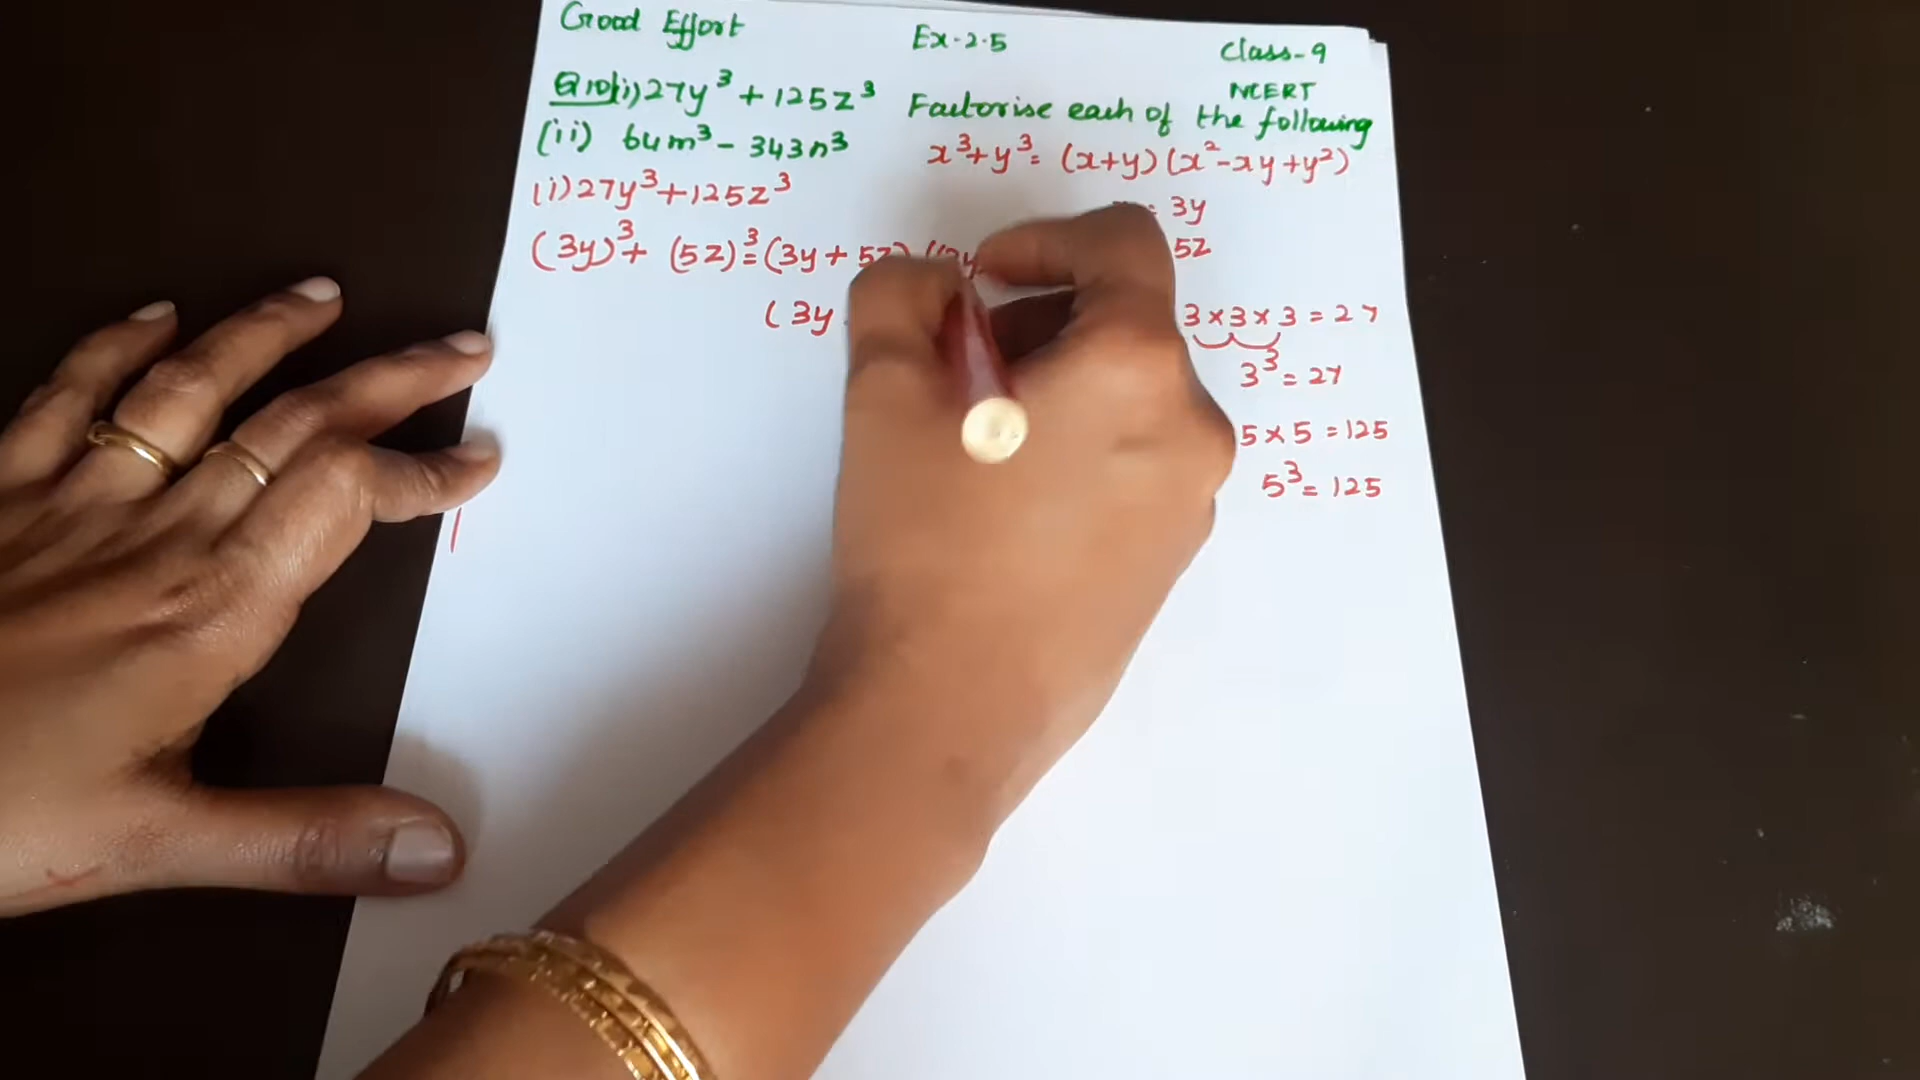 Good Effort Ex-2.5 Class-9
NCERT
Q10(i) 27y³ + 125z³ Factorise each of the following
(ii) 64m³ - 343n³ x³+y³= (x+y)(x²-xy+y²)
(i) 27y³+125z³
= 3y
(3y)³+ (5z)³=(3y+5z) ((3y
5z
(3y
3×3×3=27
3³=27
5×5=125
5³=125